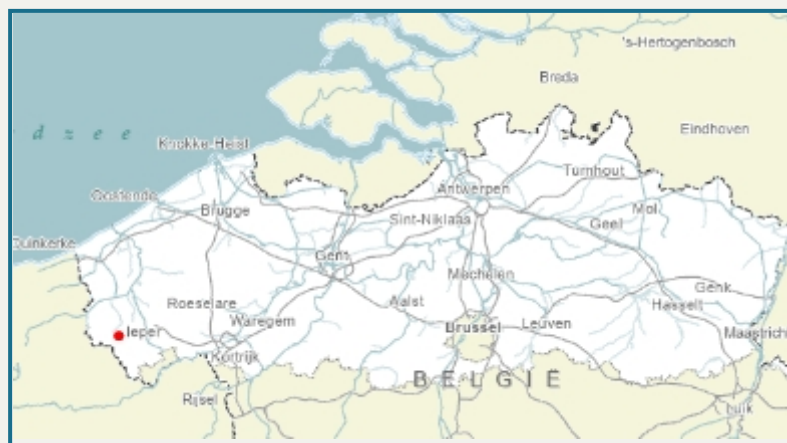 's-Hertogenbosch
Breda
d z e e
Eindhoven
Knokke-Heist
Turnhout
Antwerpen
Oostende
Brugge
Mol
Sint-Niklaas
Geel
Duinkerke
Gent
Mechelen
Genk
Roeselare
Aalst
Hasselt
Waregem
Brussel
Leuven
Ieper
Maastrich
Kortrijk
BELGIË
Rijsel
Luik